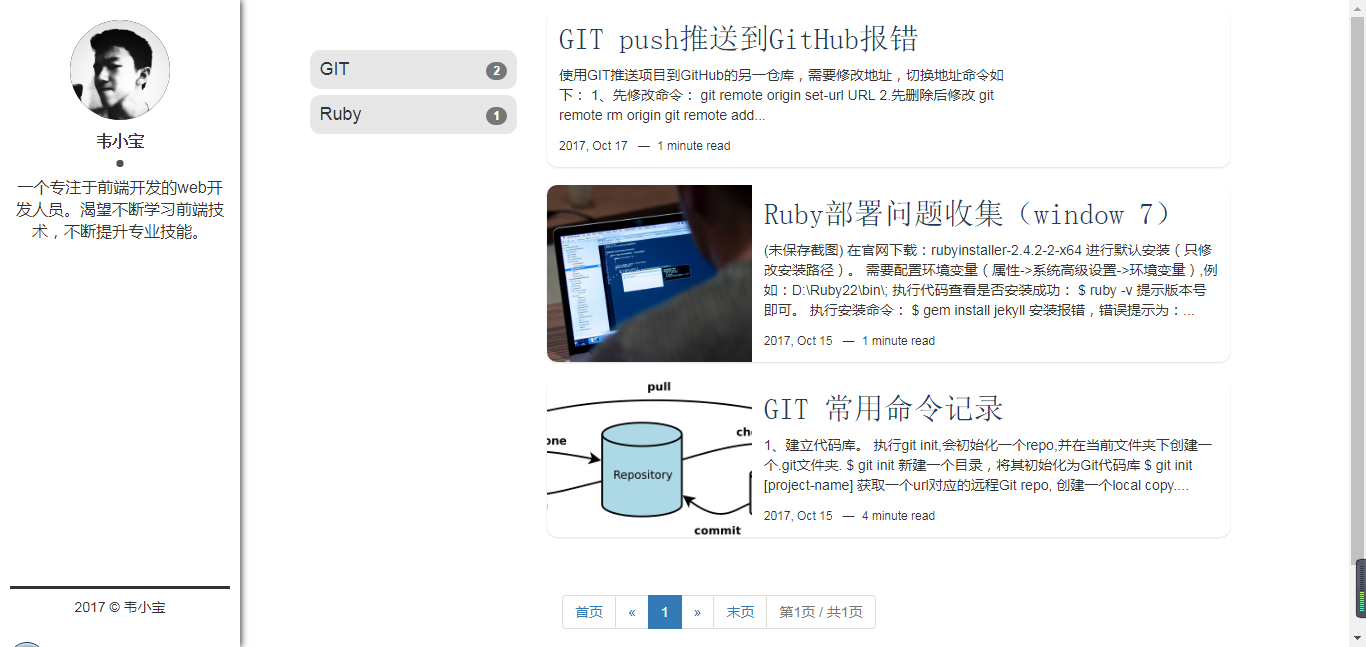 韦小宝
一个专注于前端开发的web开
发人员。渴望不断学习前端技
术，不断提升专业技能。
2017 © 韦小宝
GIT 2
Ruby 1
GIT push推送到GitHub报错
使用GIT推送项目到GitHub的另一仓库，需要修改地址，切换地址命令如
下： 1、先修改命令： git remote origin set-url URL 2.先删除后修改 git
remote rm origin git remote add...
2017, Oct 17 — 1 minute read
Ruby部署问题收集（window 7）
(未保存截图) 在官网下载：rubyinstaller-2.4.2-2-x64 进行默认安装（只修
改安装路径）。 需要配置环境变量（属性->系统高级设置->环境变量）,例
如：D:\Ruby22\bin\; 执行代码查看是否安装成功： $ ruby -v 提示版本号
即可。 执行安装命令： $ gem install jekyll 安装报错，错误提示为：...
2017, Oct 15 — 1 minute read
pull
one
che
Repository
commit
GIT 常用命令记录
1、建立代码库。 执行git init,会初始化一个repo,并在当前文件夹下创建一
个.git文件夹. $ git init 新建一个目录，将其初始化为Git代码库 $ git init
[project-name] 获取一个url对应的远程Git repo, 创建一个local copy....
2017, Oct 15 — 4 minute read
首页 « 1 » 末页 第1页 / 共1页